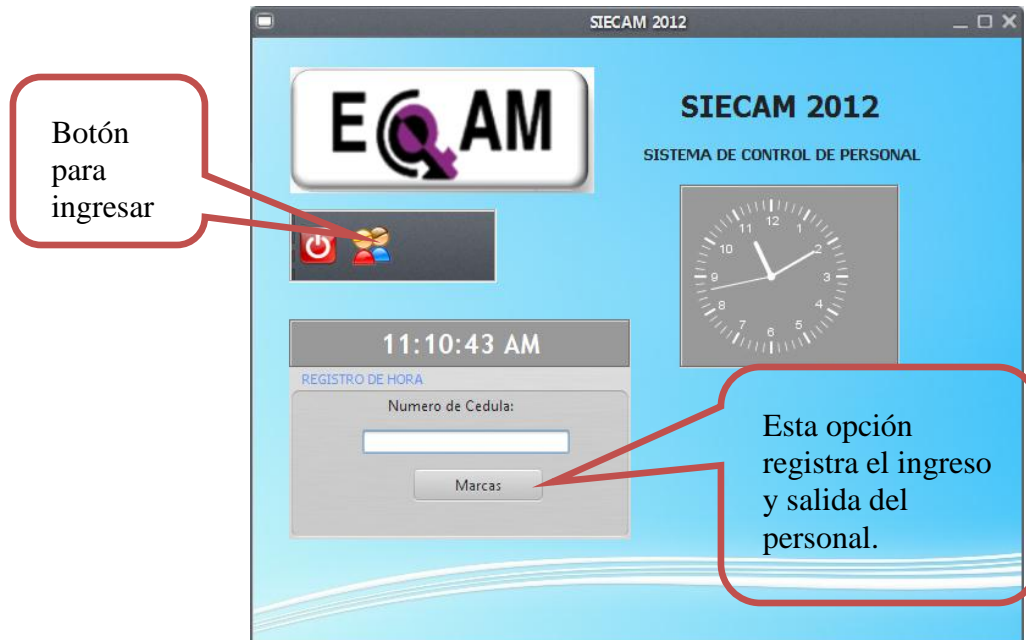 SIECAM 2012
E AM
SIECAM 2012
SISTEMA DE CONTROL DE PERSONAL
Botón
para
ingresar
12
1
2
3
4
5
6
7
8
9
10
11
11:10:43 AM
REGISTRO DE HORA
Numero de Cedula:
Marcas
Esta opción
registra el ingreso
y salida del
personal.